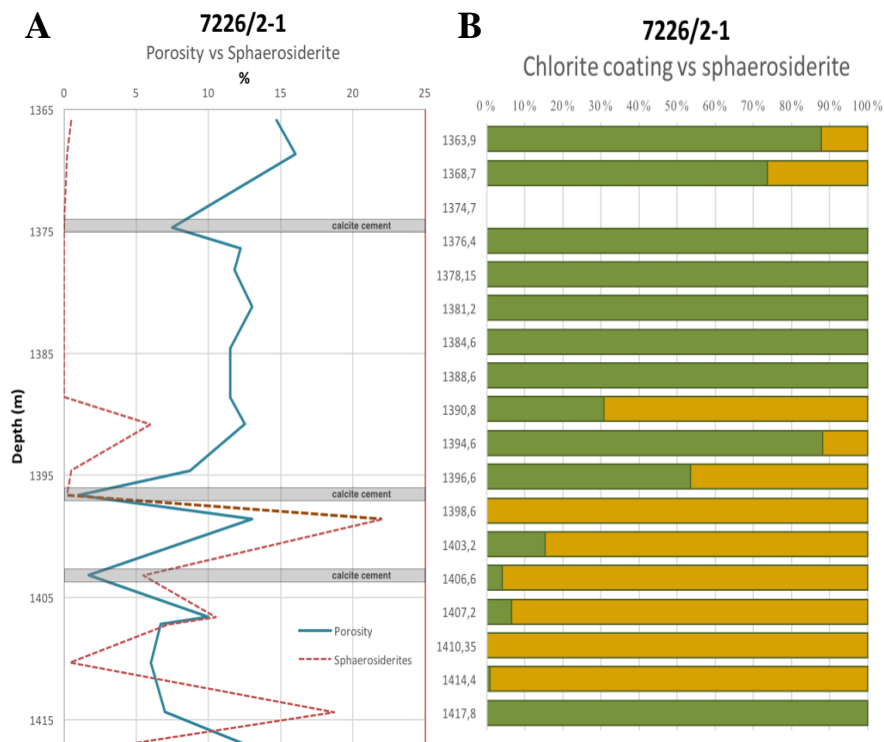 A
7226/2-1
Porosity vs Sphaerosiderite
%
0 5 10 15 20 25
1365
1375
1385
1395
1405
1415
Depth (m)
calcite cement
calcite cement
calcite cement
Porosity
Sphaerosiderites
B
7226/2-1
Chlorite coating vs sphaerosiderite
0 % 10 % 20 % 30 % 40 % 50 % 60 % 70 % 80 % 90 % 100 %
1363,9
1368,7
1374,7
1376,4
1378,15
1381,2
1384,6
1388,6
1390,8
1394,6
1396,6
1398,6
1403,2
1406,6
1407,2
1410,35
1414,4
1417,8